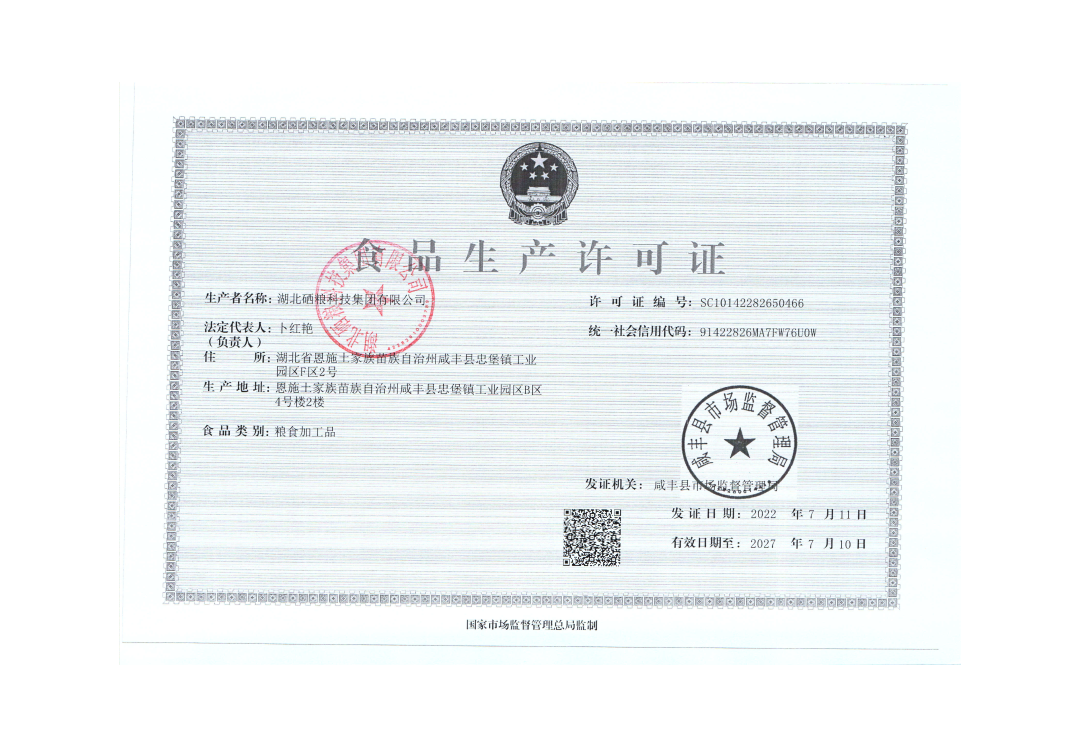 食品生产许可证
生产者名称: 湖北硒粮科技集团有限公司
许可证编号: SC10142282650466
法定代表人: 卜红艳
(负责人)
统一社会信用代码: 91422826MA7FW76U0W
住所: 湖北省恩施土家族苗族自治州咸丰县忠堡镇工业
园区F区2号
生产地址: 恩施土家族苗族自治州咸丰县忠堡镇工业园区B区
4号楼2楼
食品类别: 粮食加工品
咸丰县市场监督管理局
发证机关: 咸丰县市场监督管理局
发证日期: 2022 年 7 月 11 日
有效日期至: 2027 年 7 月 10 日
国家市场监督管理总局监制